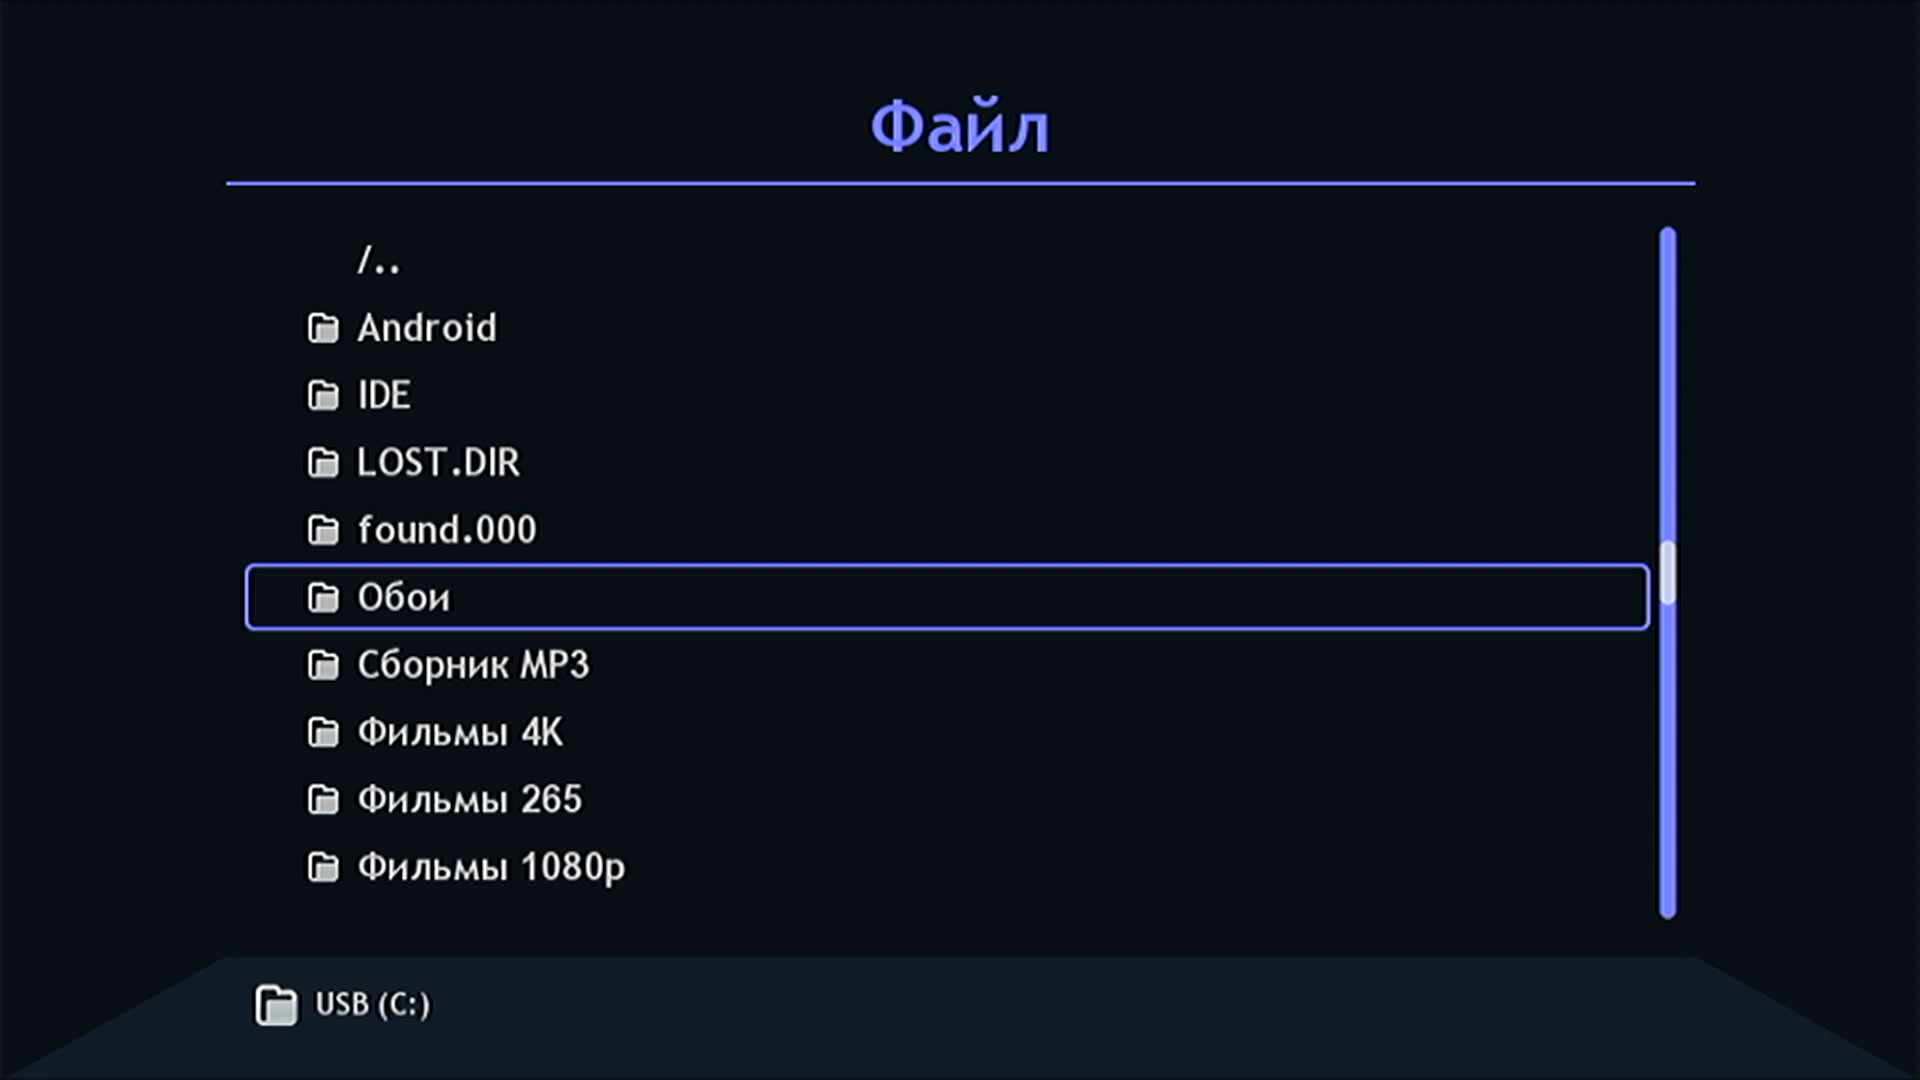 Файл
/..
Android
IDE
LOST.DIR
found.000
Обои
Сборник MP3
Фильмы 4K
Фильмы 265
Фильмы 1080p
USB (C:)